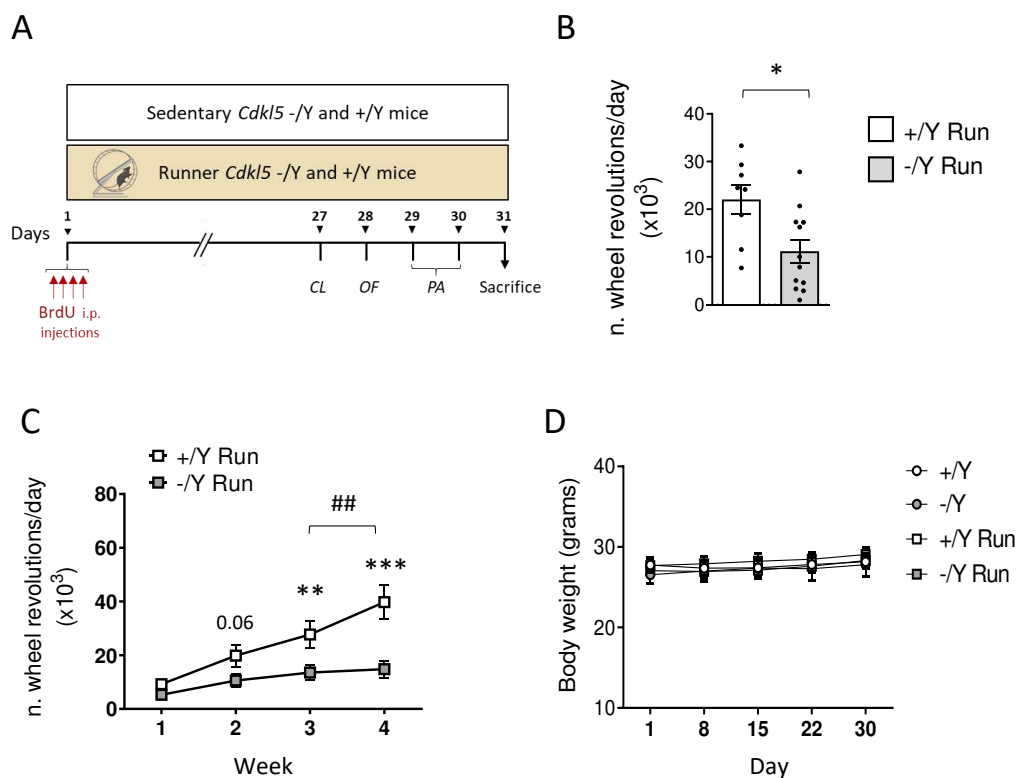 A
Sedentary Cdkl5 -/Y and +/Y mice
Runner Cdkl5 -/Y and +/Y mice
Days
1 27 28 29 30 31
CL OF PA Sacrifice
BrdU i.p.
injections
B
n. wheel revolutions/day
(x10³)
40
30
20
10
0
*
+/Y Run
-/Y Run
C
+/Y Run
-/Y Run
n. wheel revolutions/day
(x10³)
80
60
40
20
0
0.06
**
##
***
1 2 3 4
Week
D
Body weight (grams)
40
30
20
10
+/Y
-/Y
+/Y Run
-/Y Run
1 8 15 22 30
Day